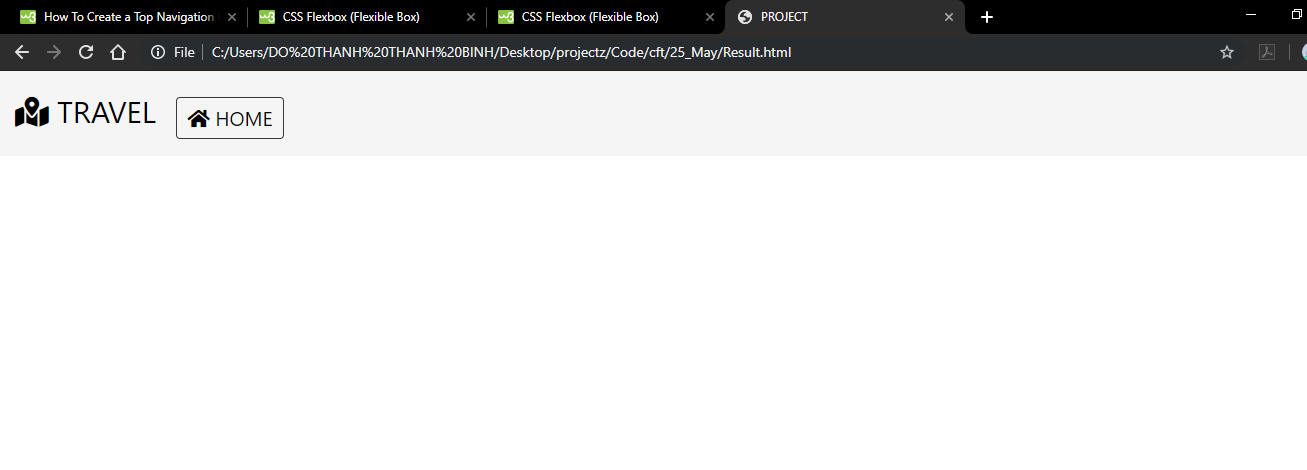 How To Create a Top Navigation
CSS Flexbox (Flexible Box)
CSS Flexbox (Flexible Box)
PROJECT
File
C:/Users/DO%20THANH%20THANH%20BINH/Desktop/projectz/Code/cft/25_May/Result.html
TRAVEL
HOME